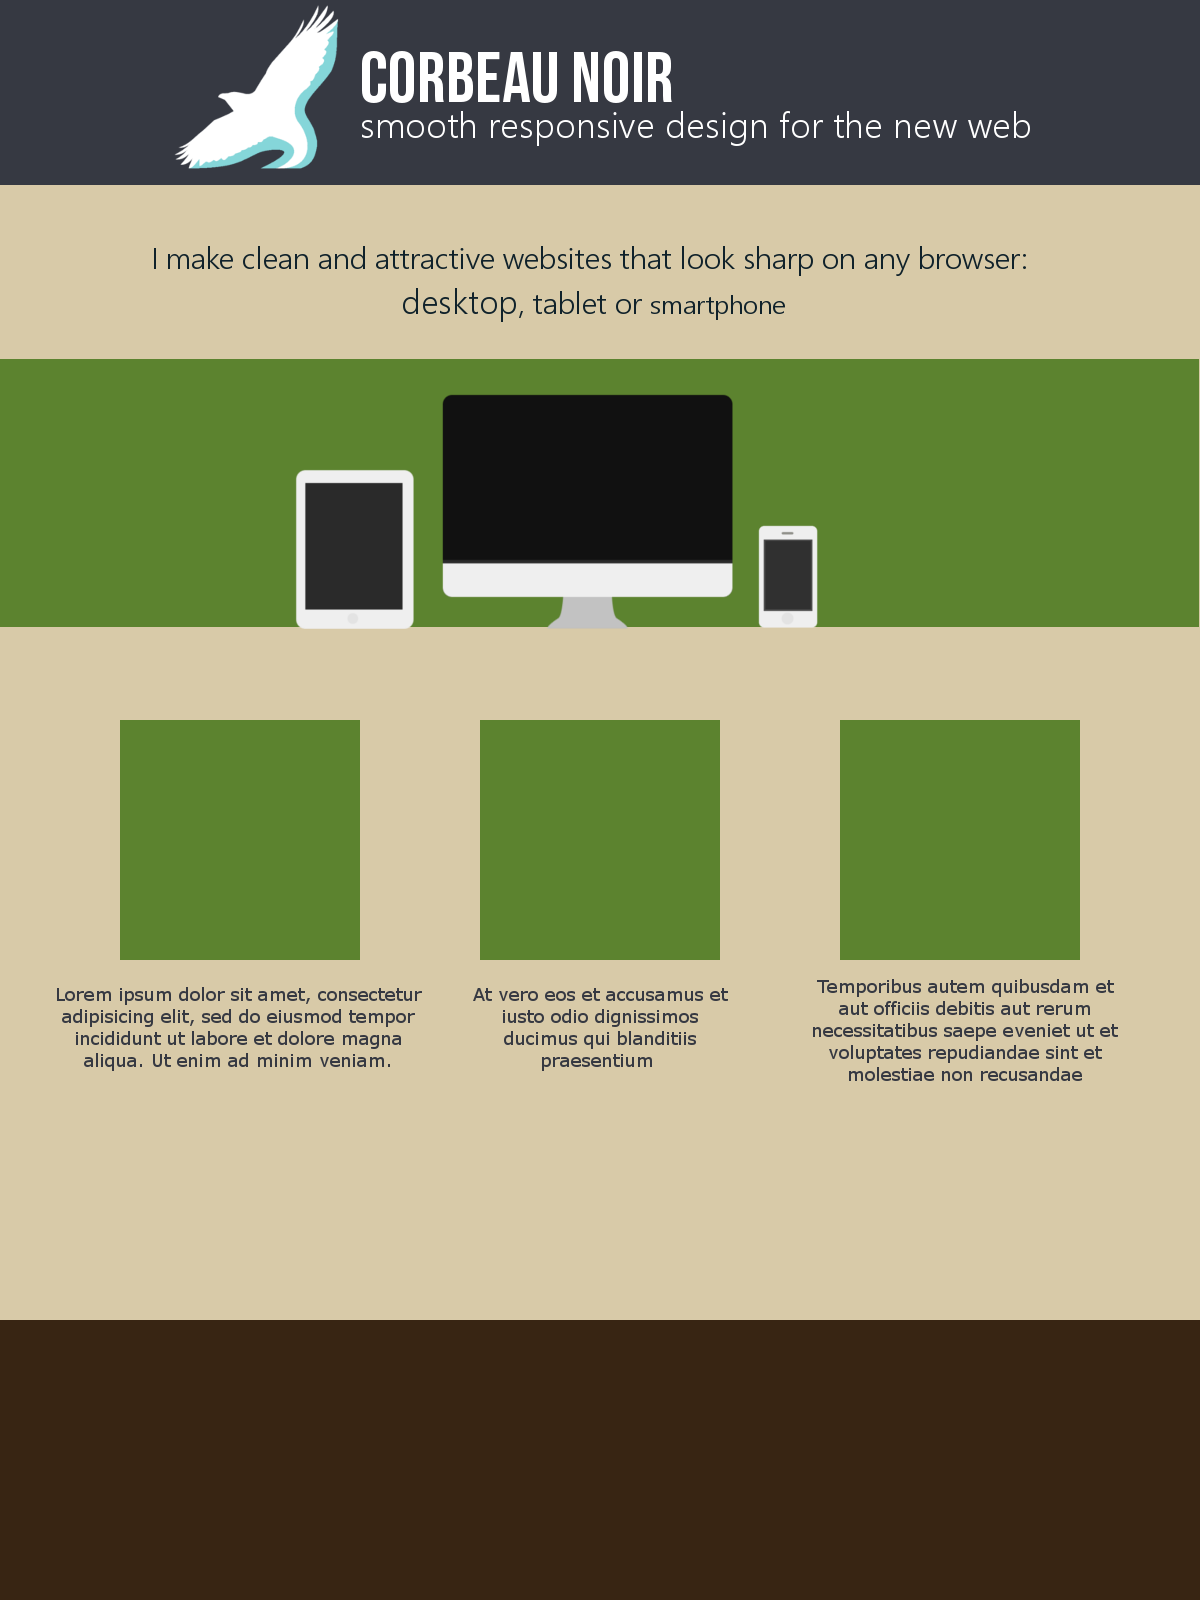 CORBEAU NOIR
smooth responsive design for the new web
I make clean and attractive websites that look sharp on any browser:
desktop, tablet or smartphone
Lorem ipsum dolor sit amet, consectetur
adipisicing elit, sed do eiusmod tempor
incididunt ut labore et dolore magna
aliqua. Ut enim ad minim veniam.
At vero eos et accusamus et
iusto odio dignissimos
ducimus qui blanditiis
praesentium
Temporibus autem quibusdam et
aut officiis debitis aut rerum
necessitatibus saepe eveniet ut et
voluptates repudiandae sint et
molestiae non recusandae